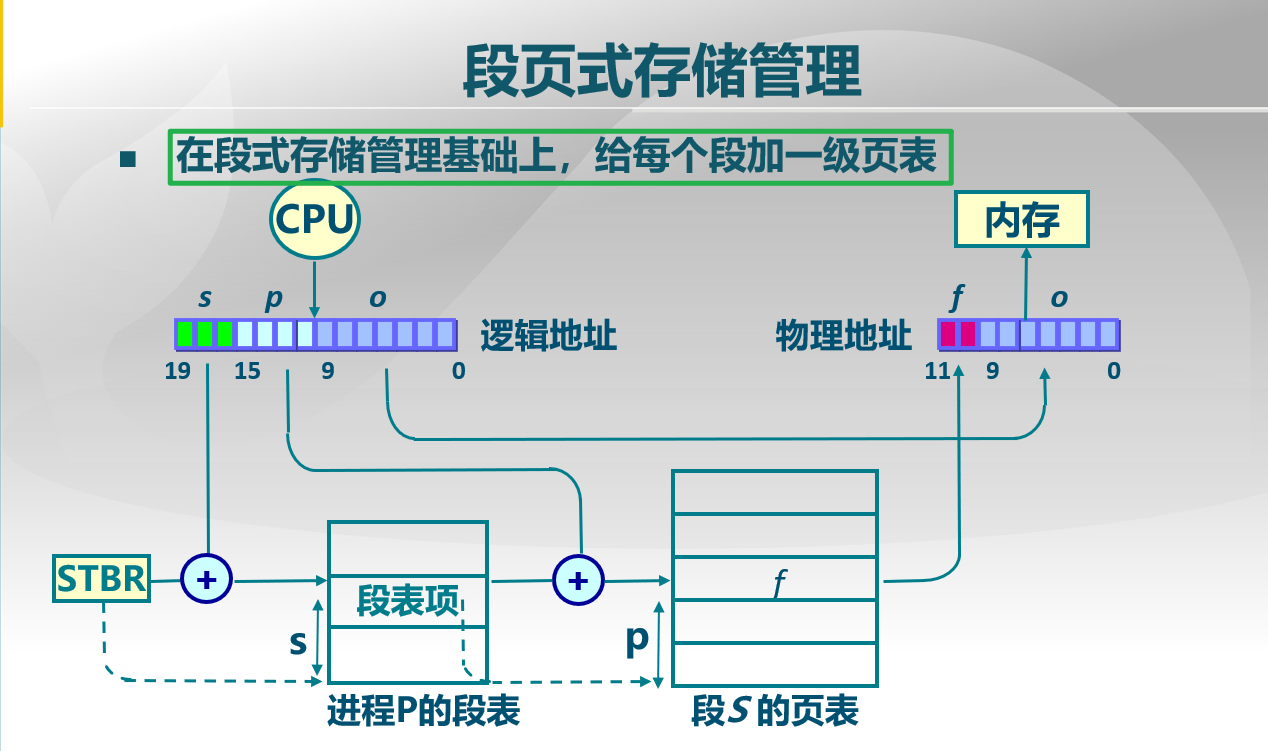 段页式存储管理
在段式存储管理基础上，给每个段加一级页表
CPU
内存
s p o
f o
逻辑地址
物理地址
19 15 9 0
11 9 0
STBR
+
段表项
+
f
s
p
进程P的段表
段S 的页表